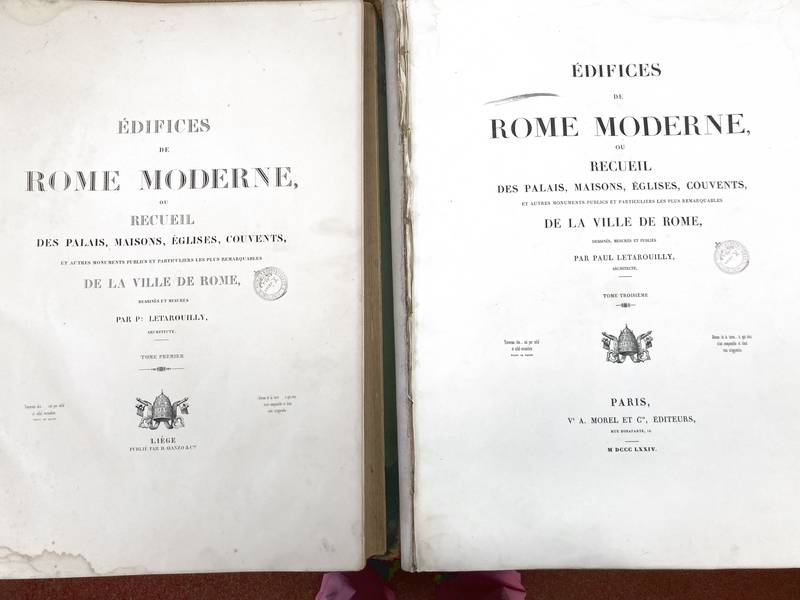 ÉDIFICES
DE
ROME MODERNE,
OU
RECUEIL
DES PALAIS, MAISONS, ÉGLISES, COUVENTS,
ET AUTRES MONUMENTS PUBLICS ET PARTICULIERS LES PLUS REMARQUABLES
DE LA VILLE DE ROME,
DESSINÉS ET MESURÉS
PAR P. LETAROUILLY,
ARCHITECTE.
TOME PREMIER
LIÉGE
PUBLIÉ PAR D. AVANZO & Cie
ÉDIFICES
DE
ROME MODERNE,
OU
RECUEIL
DES PALAIS, MAISONS, ÉGLISES, COUVENTS,
ET AUTRES MONUMENTS PUBLICS ET PARTICULIERS LES PLUS REMARQUABLES
DE LA VILLE DE ROME,
DESSINÉS, MESURÉS ET PUBLIÉS
PAR PAUL LETAROUILLY,
ARCHITECTE.
TOME TROISIÈME
PARIS,
Ve A. MOREL ET Cie, ÉDITEURS,
RUE BONAPARTE, 13
M DCCC LXXIV.